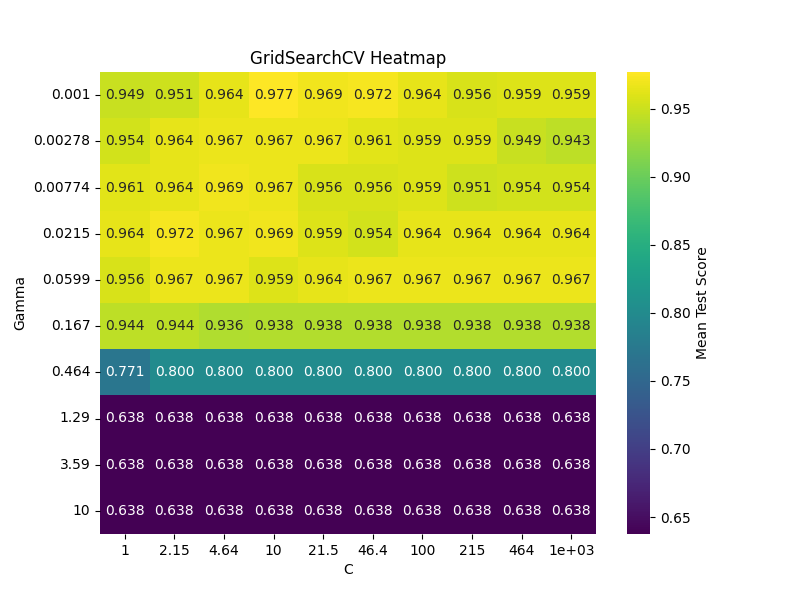 GridSearchCV Heatmap
0.001 0.949 0.951 0.964 0.977 0.969 0.972 0.964 0.956 0.959 0.959
0.00278 0.954 0.964 0.967 0.967 0.967 0.961 0.959 0.959 0.949 0.943
0.00774 0.961 0.964 0.969 0.967 0.956 0.956 0.959 0.951 0.954 0.954
0.0215 0.964 0.972 0.967 0.969 0.959 0.954 0.964 0.964 0.964 0.964
0.0599 0.956 0.967 0.967 0.959 0.964 0.967 0.967 0.967 0.967 0.967
0.167 0.944 0.944 0.936 0.938 0.938 0.938 0.938 0.938 0.938 0.938
0.464 0.771 0.800 0.800 0.800 0.800 0.800 0.800 0.800 0.800 0.800
1.29 0.638 0.638 0.638 0.638 0.638 0.638 0.638 0.638 0.638 0.638
3.59 0.638 0.638 0.638 0.638 0.638 0.638 0.638 0.638 0.638 0.638
10 0.638 0.638 0.638 0.638 0.638 0.638 0.638 0.638 0.638 0.638
1 2.15 4.64 10 21.5 46.4 100 215 464 1e+03
C
Gamma
0.95
0.90
0.85
0.80
0.75
0.70
0.65
Mean Test Score